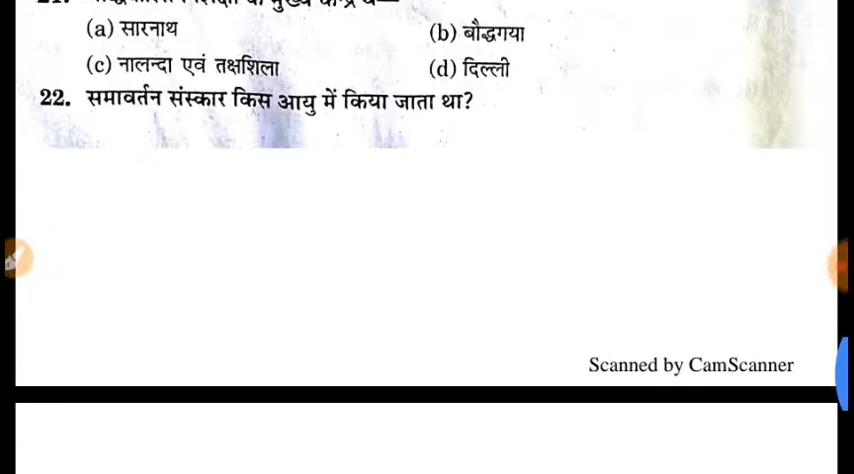 (a) सारनाथ (b) बौद्धगया
(c) नालन्दा एवं तक्षशिला (d) दिल्ली
22. समावर्तन संस्कार किस आयु में किया जाता था?
Scanned by CamScanner